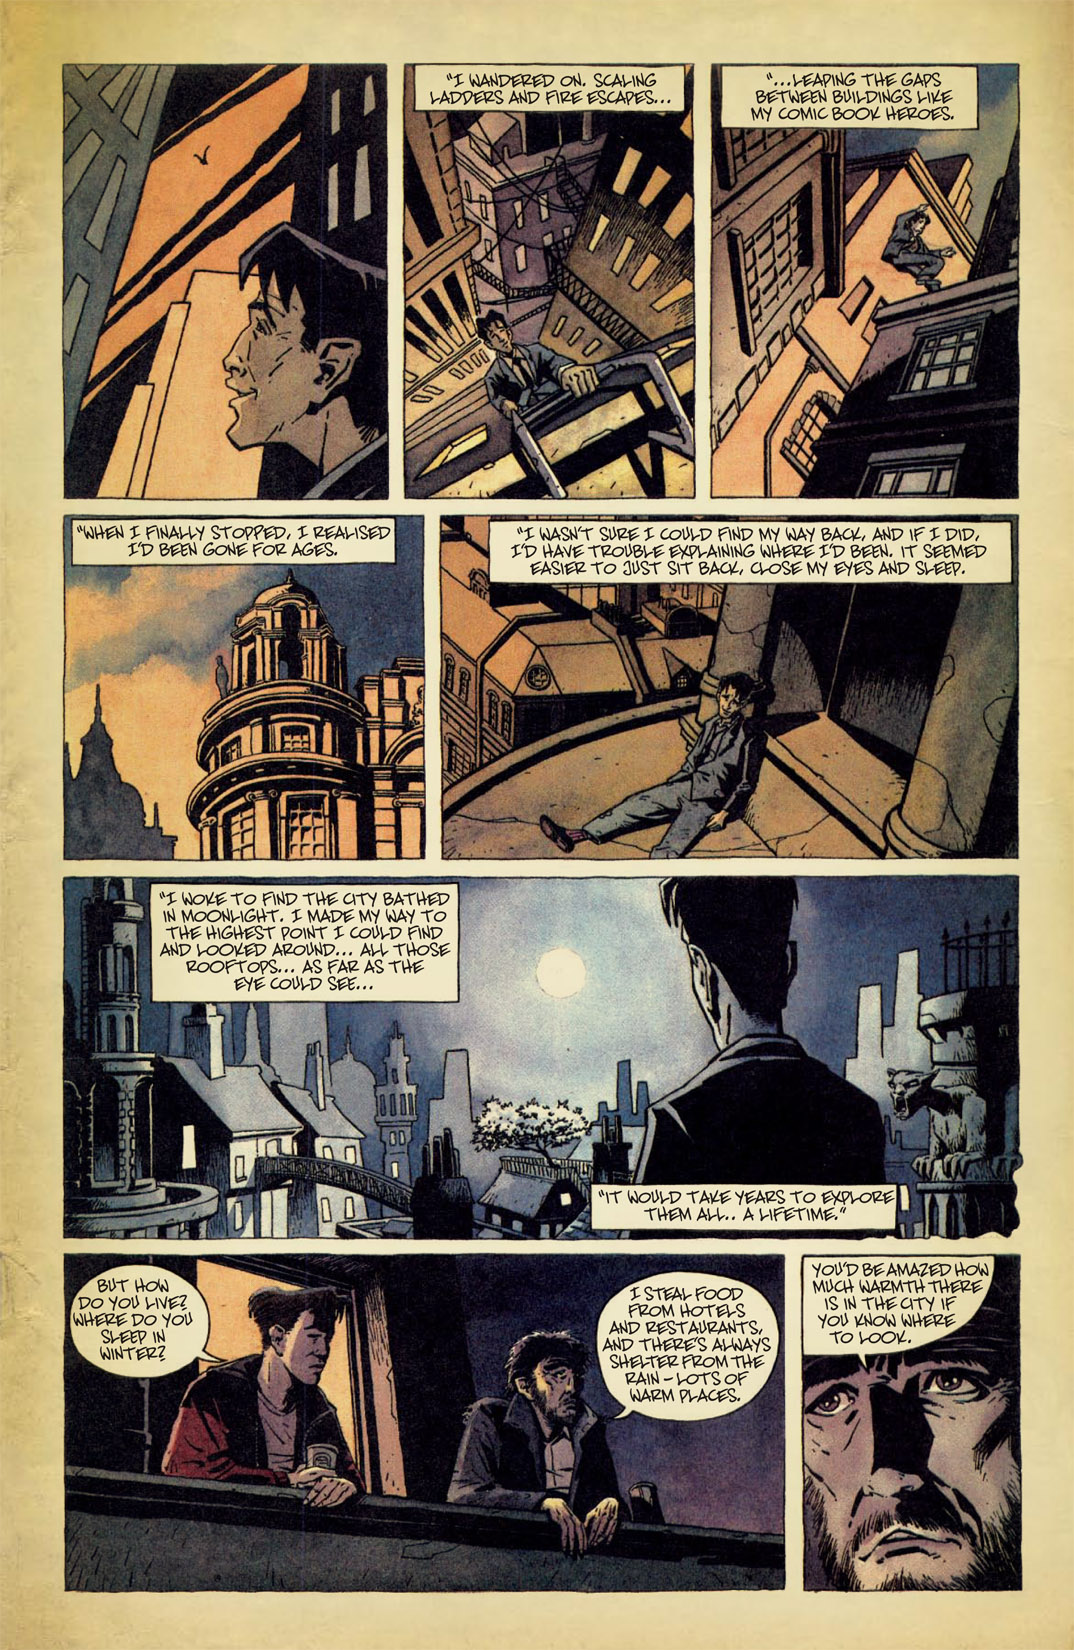 "I WANDERED ON. SCALING
LADDERS AND FIRE ESCAPES...
"...LEAPING THE GAPS
BETWEEN BUILDINGS LIKE
MY COMIC BOOK HEROES.
"WHEN I FINALLY STOPPED, I REALISED
I'D BEEN GONE FOR AGES.
"I WASN'T SURE I COULD FIND MY WAY BACK, AND IF I DID,
I'D HAVE TROUBLE EXPLAINING WHERE I'D BEEN. IT SEEMED
EASIER TO JUST SIT BACK, CLOSE MY EYES AND SLEEP.
"I WOKE TO FIND THE CITY BATHED
IN MOONLIGHT. I MADE MY WAY TO
THE HIGHEST POINT I COULD FIND
AND LOOKED AROUND... ALL THOSE
ROOFTOPS... AS FAR AS THE
EYE COULD SEE...
"IT WOULD TAKE YEARS TO EXPLORE
THEM ALL.. A LIFETIME."
BUT HOW
DO YOU LIVE?
WHERE DO YOU
SLEEP IN
WINTER?
I STEAL FOOD
FROM HOTELS
AND RESTAURANTS,
AND THERE'S ALWAYS
SHELTER FROM THE
RAIN - LOTS OF
WARM PLACES.
YOU'D BE AMAZED HOW
MUCH WARMTH THERE
IS IN THE CITY IF
YOU KNOW WHERE
TO LOOK.